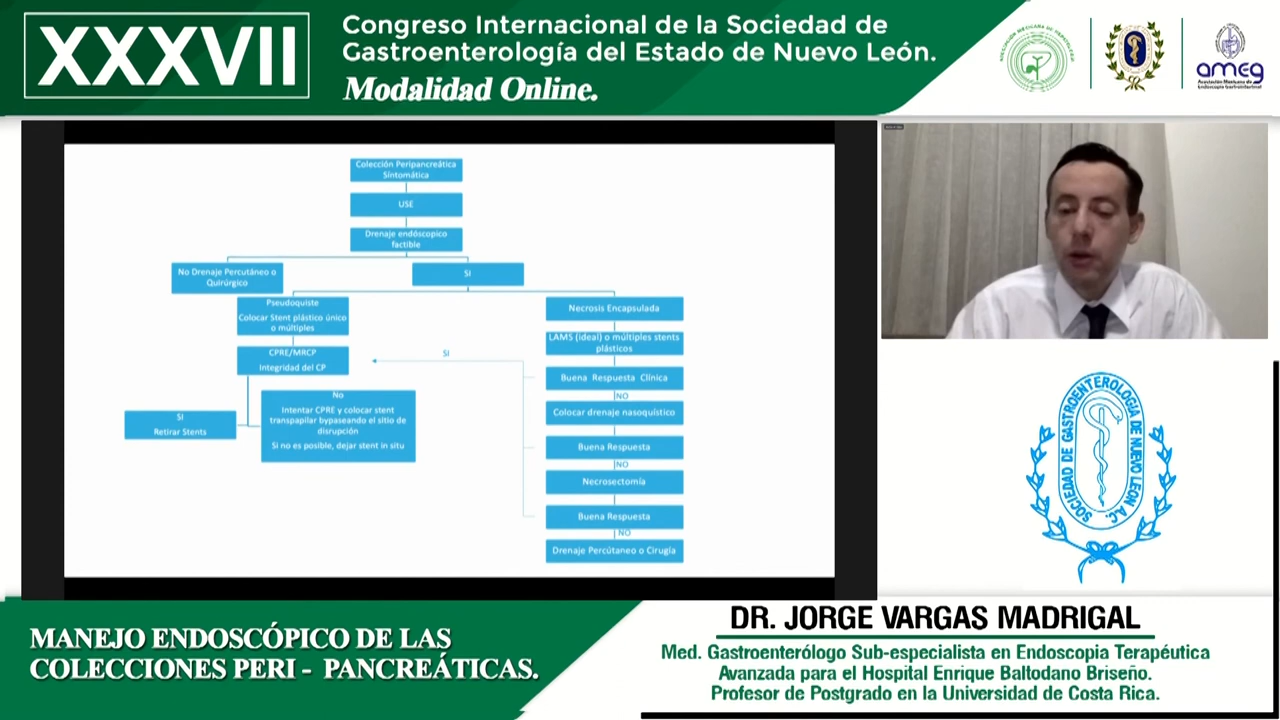 XXXVII
Congreso Internacional de la Sociedad de
Gastroenterología del Estado de Nuevo León.
Modalidad Online.
ameg
Asociación Mexicana de
Endoscopia Gastrointestinal
Colección Peripancreática
Síntomática
USE
Drenaje endóscopico
factible
No Drenaje Percutáneo o
Quirúrgico
SI
Pseudoquiste
Colocar Stent plástico único
o múltiples
CPRE/MRCP
Integridad del CP
SI
Retirar Stents
No
Intentar CPRE y colocar stent
transpapilar bypaseando el sitio de
disrupción
Si no es posible, dejar stent in situ
SI
Necrosis Encapsulada
LAMS (ideal) o múltiples stents
plásticos
Buena Respuesta Clínica
NO
Colocar drenaje nasoquístico
Buena Respuesta
NO
Necrosectomía
Buena Respuesta
NO
Drenaje Percútaneo o Cirugía
SOCIEDAD DE GASTROENTEROLOGIA DE NUEVO LEON A.C.
MANEJO ENDOSCÓPICO DE LAS
COLECCIONES PERI - PANCREÁTICAS.
DR. JORGE VARGAS MADRIGAL
Med. Gastroenterólogo Sub-especialista en Endoscopia Terapéutica
Avanzada para el Hospital Enrique Baltodano Briseño.
Profesor de Postgrado en la Universidad de Costa Rica.